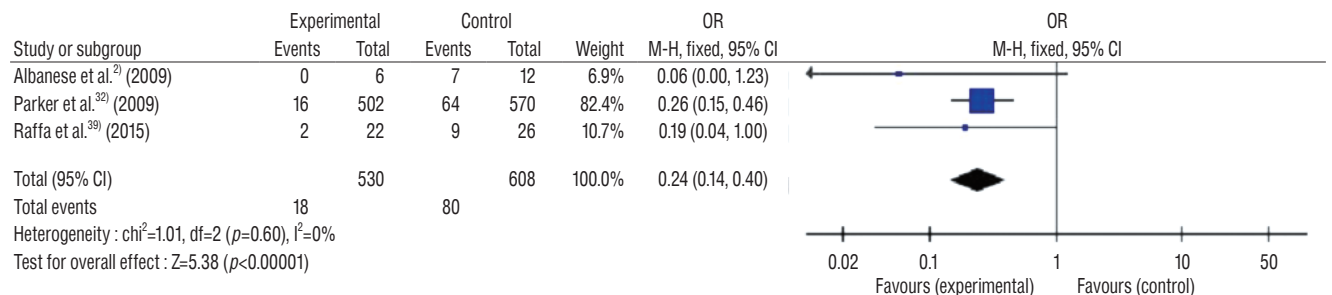 Experimental Control OR OR
Study or subgroup Events Total Events Total Weight M-H, fixed, 95% CI M-H, fixed, 95% CI
Albanese et al.2) (2009) 0 6 7 12 6.9% 0.06 (0.00, 1.23)
Parker et al.32) (2009) 16 502 64 570 82.4% 0.26 (0.15, 0.46)
Raffa et al.39) (2015) 2 22 9 26 10.7% 0.19 (0.04, 1.00)
Total (95% CI) 530 608 100.0% 0.24 (0.14, 0.40)
Total events 18 80
Heterogeneity : chi2=1.01, df=2 (p=0.60), I2=0%
Test for overall effect : Z=5.38 (p<0.00001)
0.02 0.1 1 10 50
Favours (experimental) Favours (control)